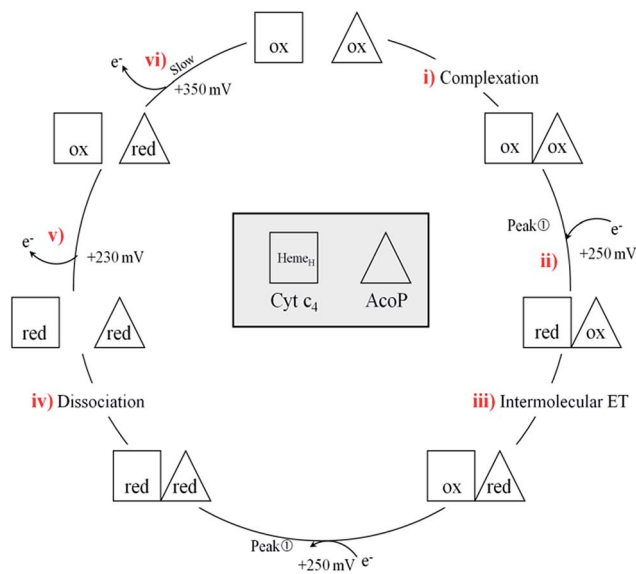 ox
ox
i) Complexation
ox
ox
Peak①
ii)
e-
+250 mV
red
ox
iii) Intermolecular ET
ox
red
Peak①
+250 mV
e-
red
red
iv) Dissociation
red
red
e-
v)
+230 mV
ox
red
e-
vi)
Slow
+350 mV
HemeH
Cyt c4
AcoP